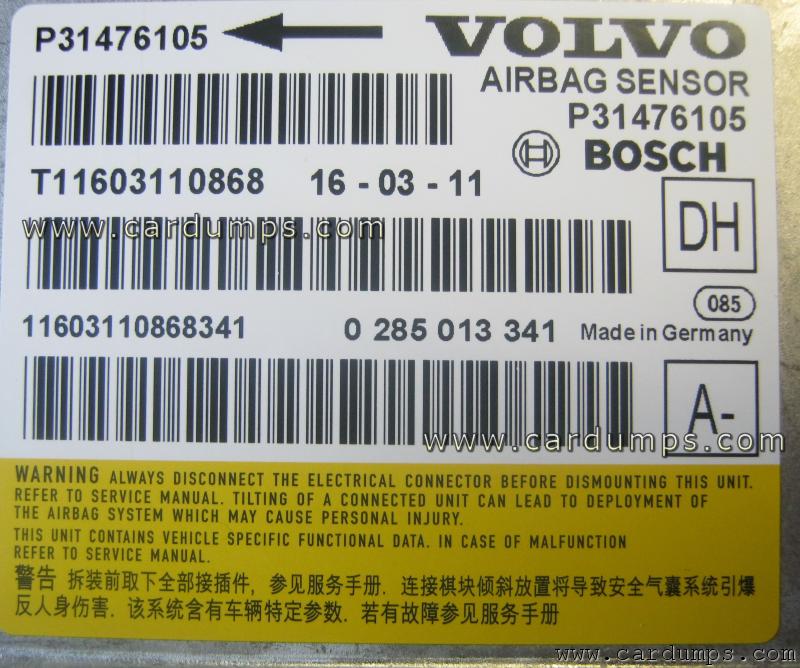 P31476105
VOLVO
AIRBAG SENSOR
P31476105
BOSCH
T11603110868 16 - 03 - 11
DH
www.cardumps.com
085
11603110868341 0 285 013 341 Made in Germany
A-
www.cardumps.com
WARNING ALWAYS DISCONNECT THE ELECTRICAL CONNECTOR BEFORE DISMOUNTING THIS UNIT.
REFER TO SERVICE MANUAL. TILTING OF A CONNECTED UNIT CAN LEAD TO DEPLOYMENT OF
THE AIRBAG SYSTEM WHICH MAY CAUSE PERSONAL INJURY.
THIS UNIT CONTAINS VEHICLE SPECIFIC FUNCTIONAL DATA. IN CASE OF MALFUNCTION
REFER TO SERVICE MANUAL.
警告 拆装前取下全部接插件，参见服务手册. 连接棋块倾斜放置将导致安全气囊系统引爆
反人身伤害. 该系统含有车辆特定参数. 若有故障参见服务手册
www.cardumps.com